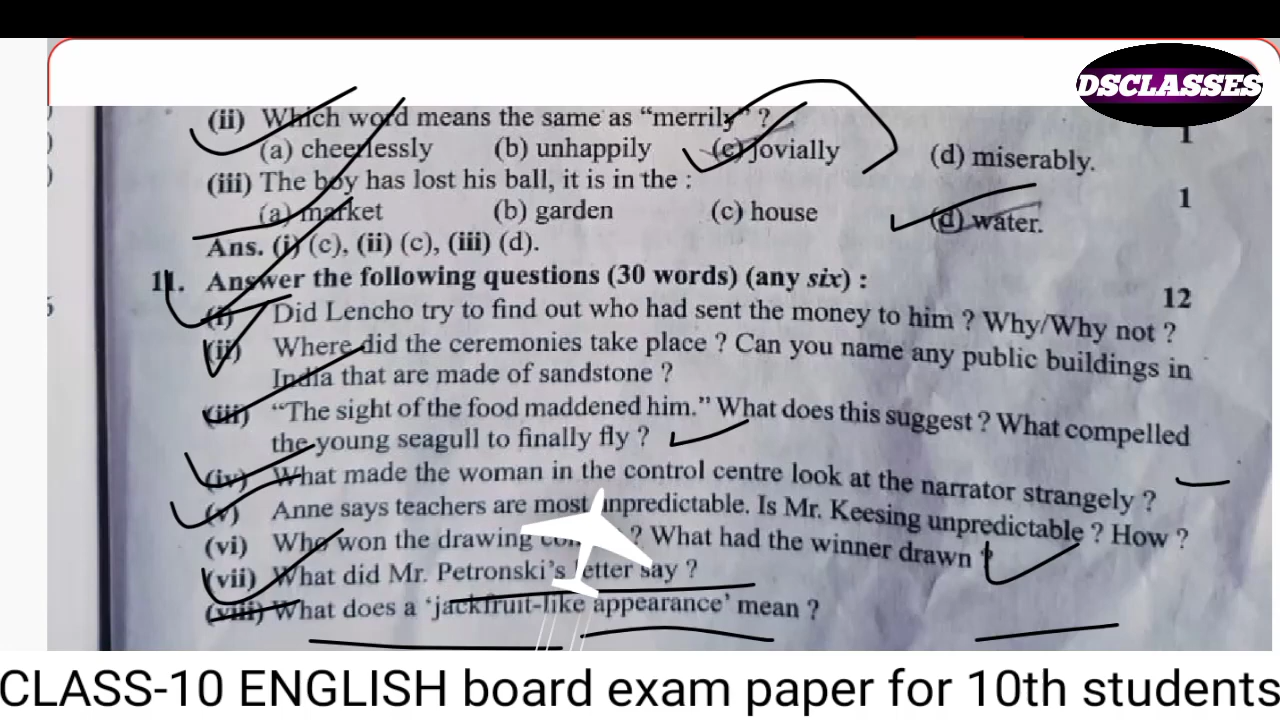 DSCLASSES
(ii) Which word means the same as “merrily” ? 1
(a) cheerlessly (b) unhappily (c) jovially (d) miserably.
(iii) The boy has lost his ball, it is in the : 1
(a) market (b) garden (c) house (d) water.
Ans. (i) (c), (ii) (c), (iii) (d).
11. Answer the following questions (30 words) (any six) : 12
(i) Did Lencho try to find out who had sent the money to him ? Why/Why not ?
(ii) Where did the ceremonies take place ? Can you name any public buildings in
India that are made of sandstone ?
(iii) “The sight of the food maddened him.” What does this suggest ? What compelled
the young seagull to finally fly ?
(iv) What made the woman in the control centre look at the narrator strangely ?
(v) Anne says teachers are most unpredictable. Is Mr. Keesing unpredictable ? How ?
(vi) Who won the drawing ? What had the winner drawn
(vii) What did Mr. Petronski’s letter say ?
(viii) What does a ‘jackfruit-like appearance’ mean ?
CLASS-10 ENGLISH board exam paper for 10th students